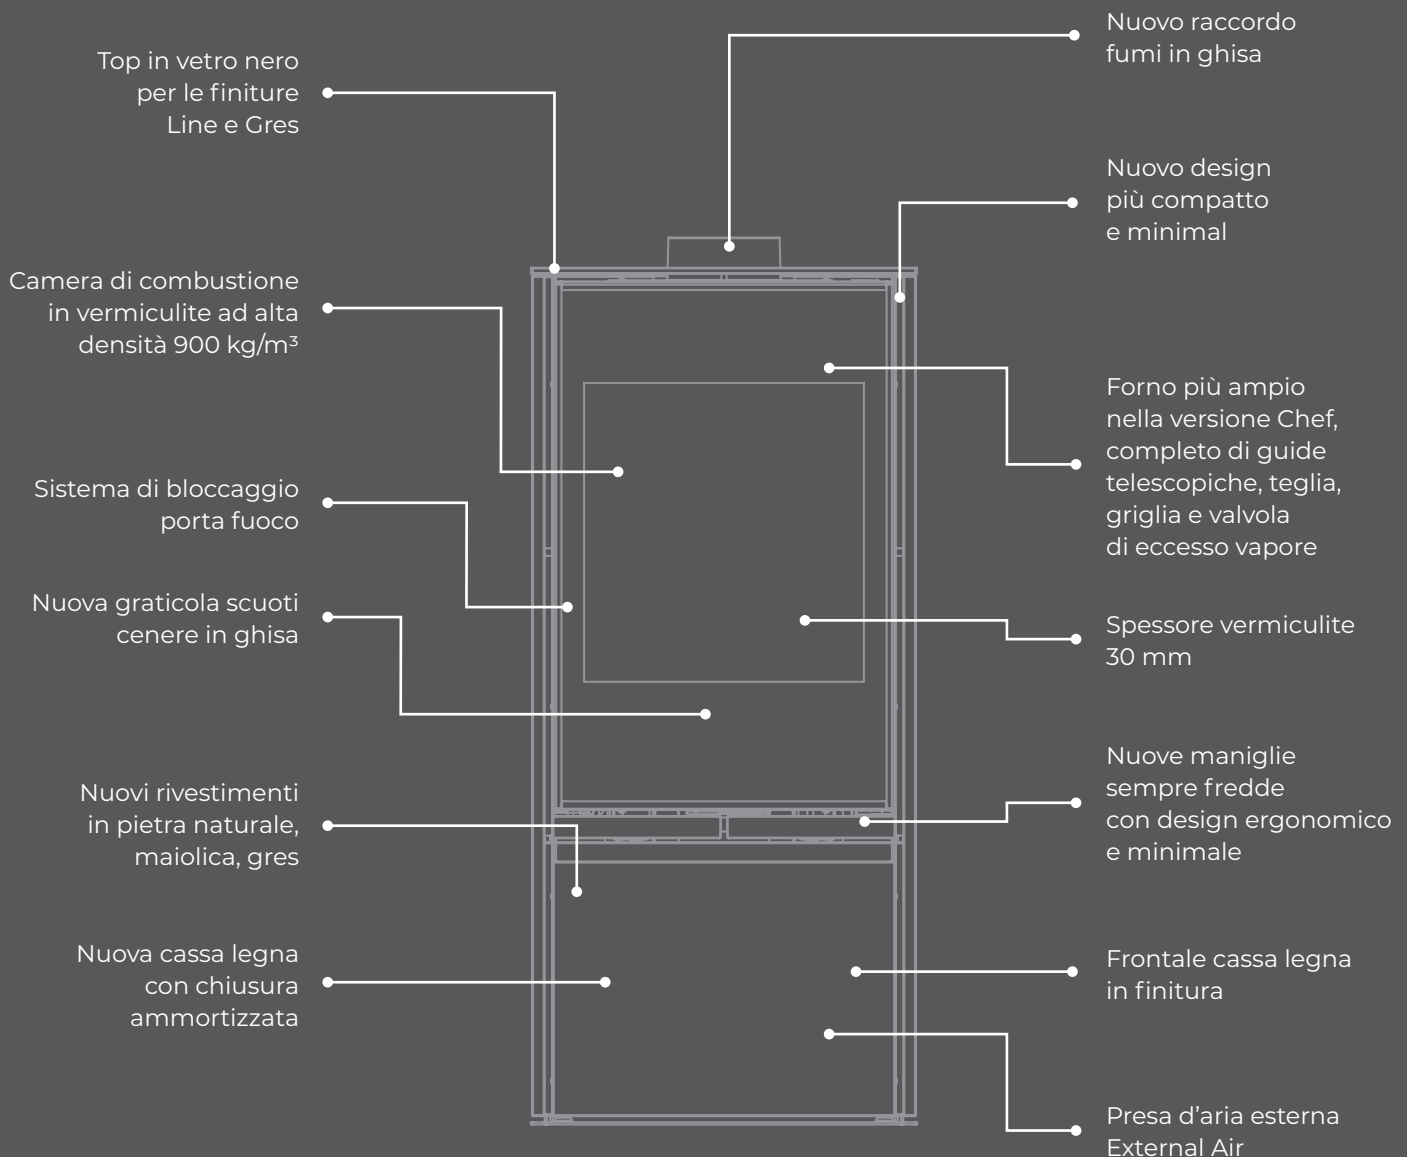 Top in vetro nero
per le finiture
Line e Gres
Camera di combustione
in vermiculite ad alta
densità 900 kg/m³
Sistema di bloccaggio
porta fuoco
Nuova graticola scuoti
cenere in ghisa
Nuovi rivestimenti
in pietra naturale,
maiolica, gres
Nuova cassa legna
con chiusura
ammortizzata
Nuovo raccordo
fumi in ghisa
Nuovo design
più compatto
e minimal
Forno più ampio
nella versione Chef,
completo di guide
telescopiche, teglia,
griglia e valvola
di eccesso vapore
Spessore vermiculite
30 mm
Nuove maniglie
sempre fredde
con design ergonomico
e minimale
Frontale cassa legna
in finitura
Presa d’aria esterna
External Air